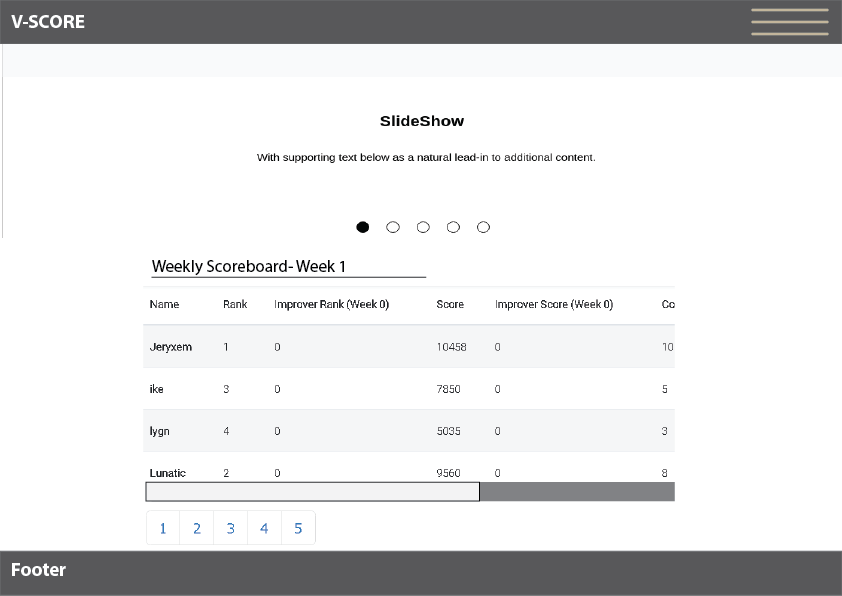 V-SCORE
SlideShow
With supporting text below as a natural lead-in to additional content.
Weekly Scoreboard- Week 1
Name Rank Improver Rank (Week 0) Score Improver Score (Week 0) Cc
Jeryxem 1 0 10458 0 10
ike 3 0 7850 0 5
lygn 4 0 5035 0 3
Lunatic 2 0 9560 0 8
1 2 3 4 5
Footer